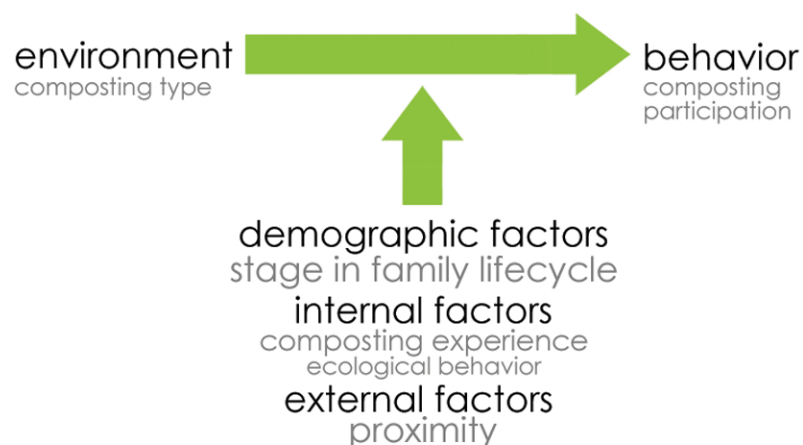 environment
composting type
behavior
composting
participation
demographic factors
stage in family lifecycle
internal factors
composting experience
ecological behavior
external factors
proximity